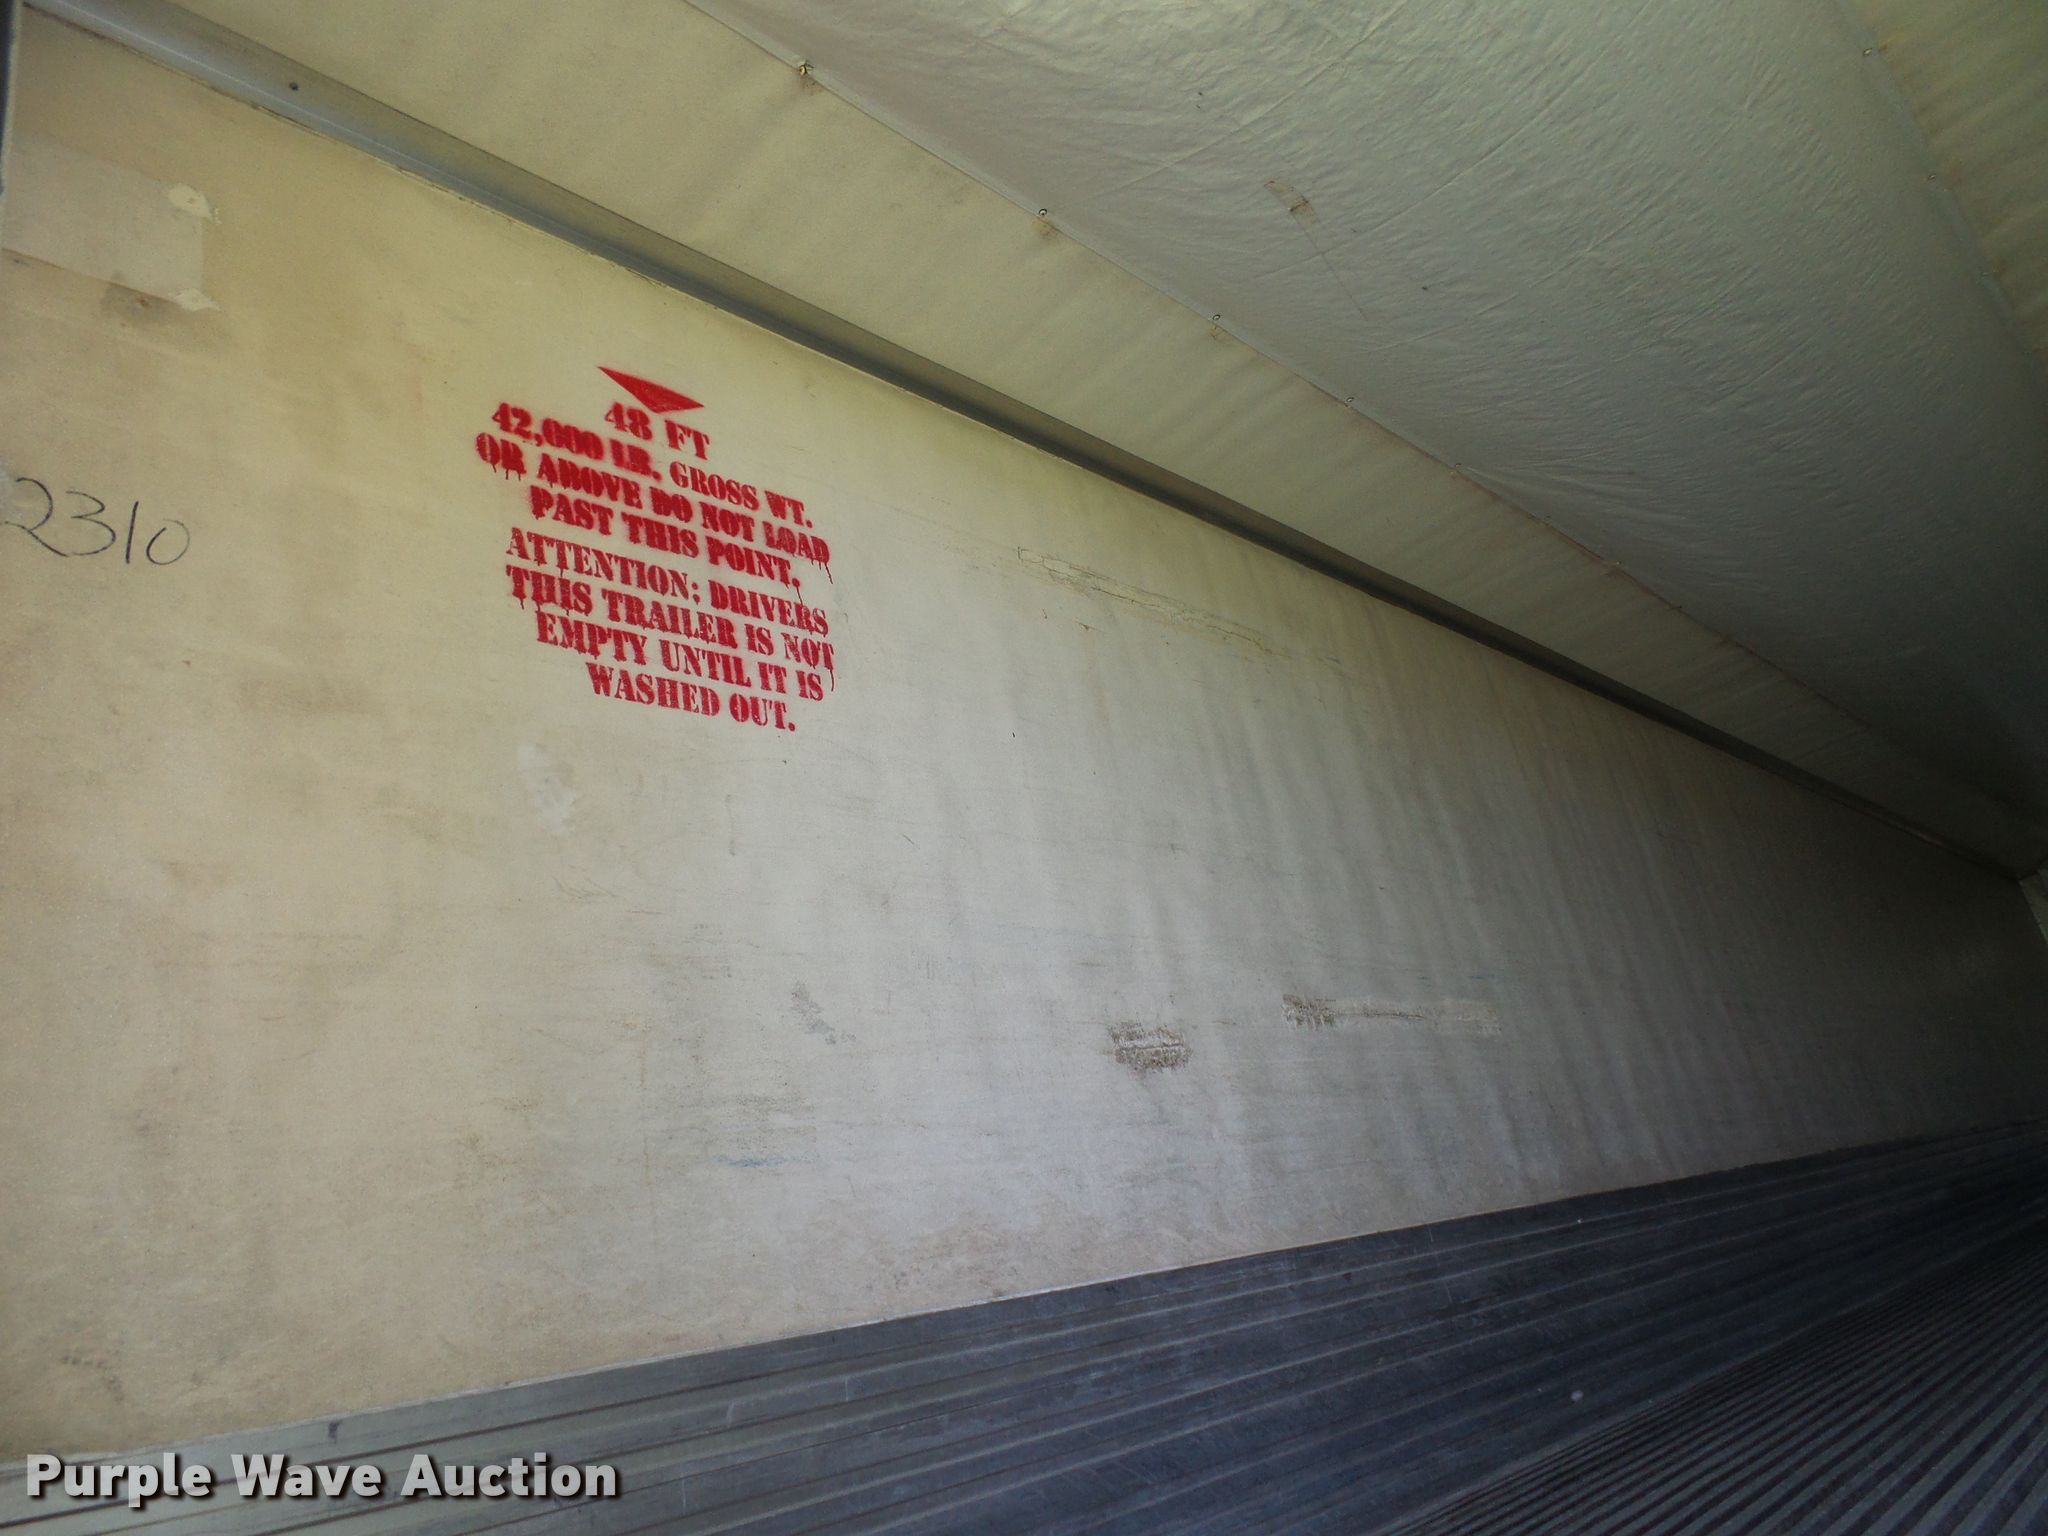 48 FT
42,000 LB. GROSS WT.
OR ABOVE DO NOT LOAD
PAST THIS POINT.
ATTENTION: DRIVERS
THIS TRAILER IS NOT
EMPTY UNTIL IT IS
WASHED OUT.
2310
Purple Wave Auction